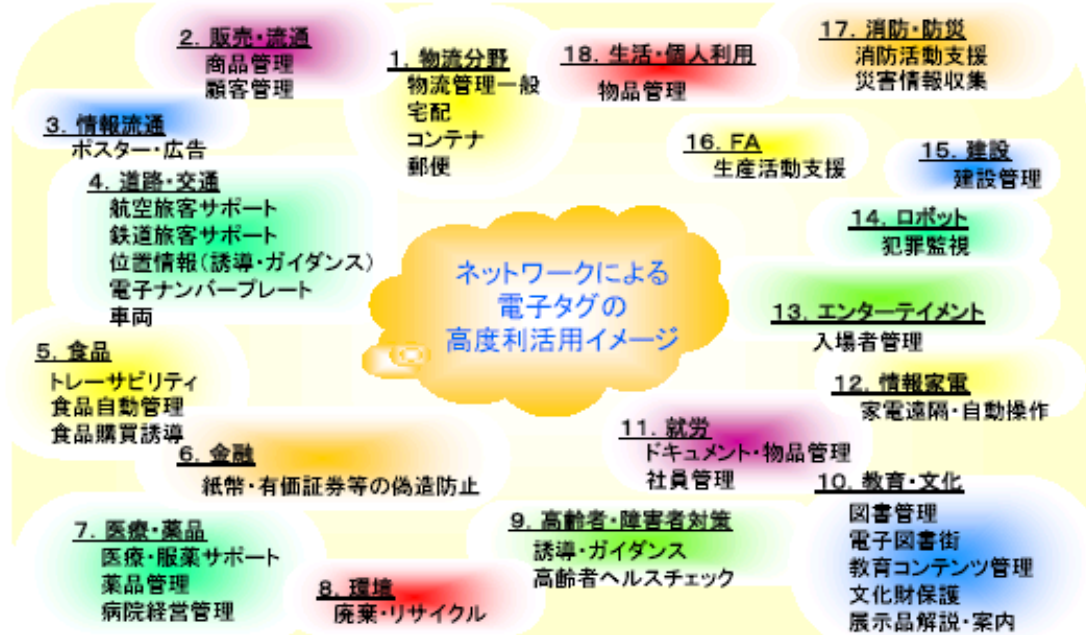 1. 物流分野
物流管理一般
宅配
コンテナ
郵便
2. 販売・流通
商品管理
顧客管理
3. 情報流通
ポスター・広告
4. 道路・交通
航空旅客サポート
鉄道旅客サポート
位置情報(誘導・ガイダンス)
電子ナンバープレート
車両
5. 食品
トレーサビリティ
食品自動管理
食品購買誘導
6. 金融
紙幣・有価証券等の偽造防止
7. 医療・薬品
医療・服薬サポート
薬品管理
病院経営管理
8. 環境
廃棄・リサイクル
9. 高齢者・障害者対策
誘導・ガイダンス
高齢者ヘルスチェック
10. 教育・文化
図書管理
電子図書街
教育コンテンツ管理
文化財保護
展示品解説・案内
11. 就労
ドキュメント・物品管理
社員管理
12. 情報家電
家電遠隔・自動操作
13. エンターテイメント
入場者管理
14. ロボット
犯罪監視
15. 建設
建設管理
16. FA
生産活動支援
17. 消防・防災
消防活動支援
災害情報収集
18. 生活・個人利用
物品管理
ネットワークによる
電子タグの
高度利活用イメージ